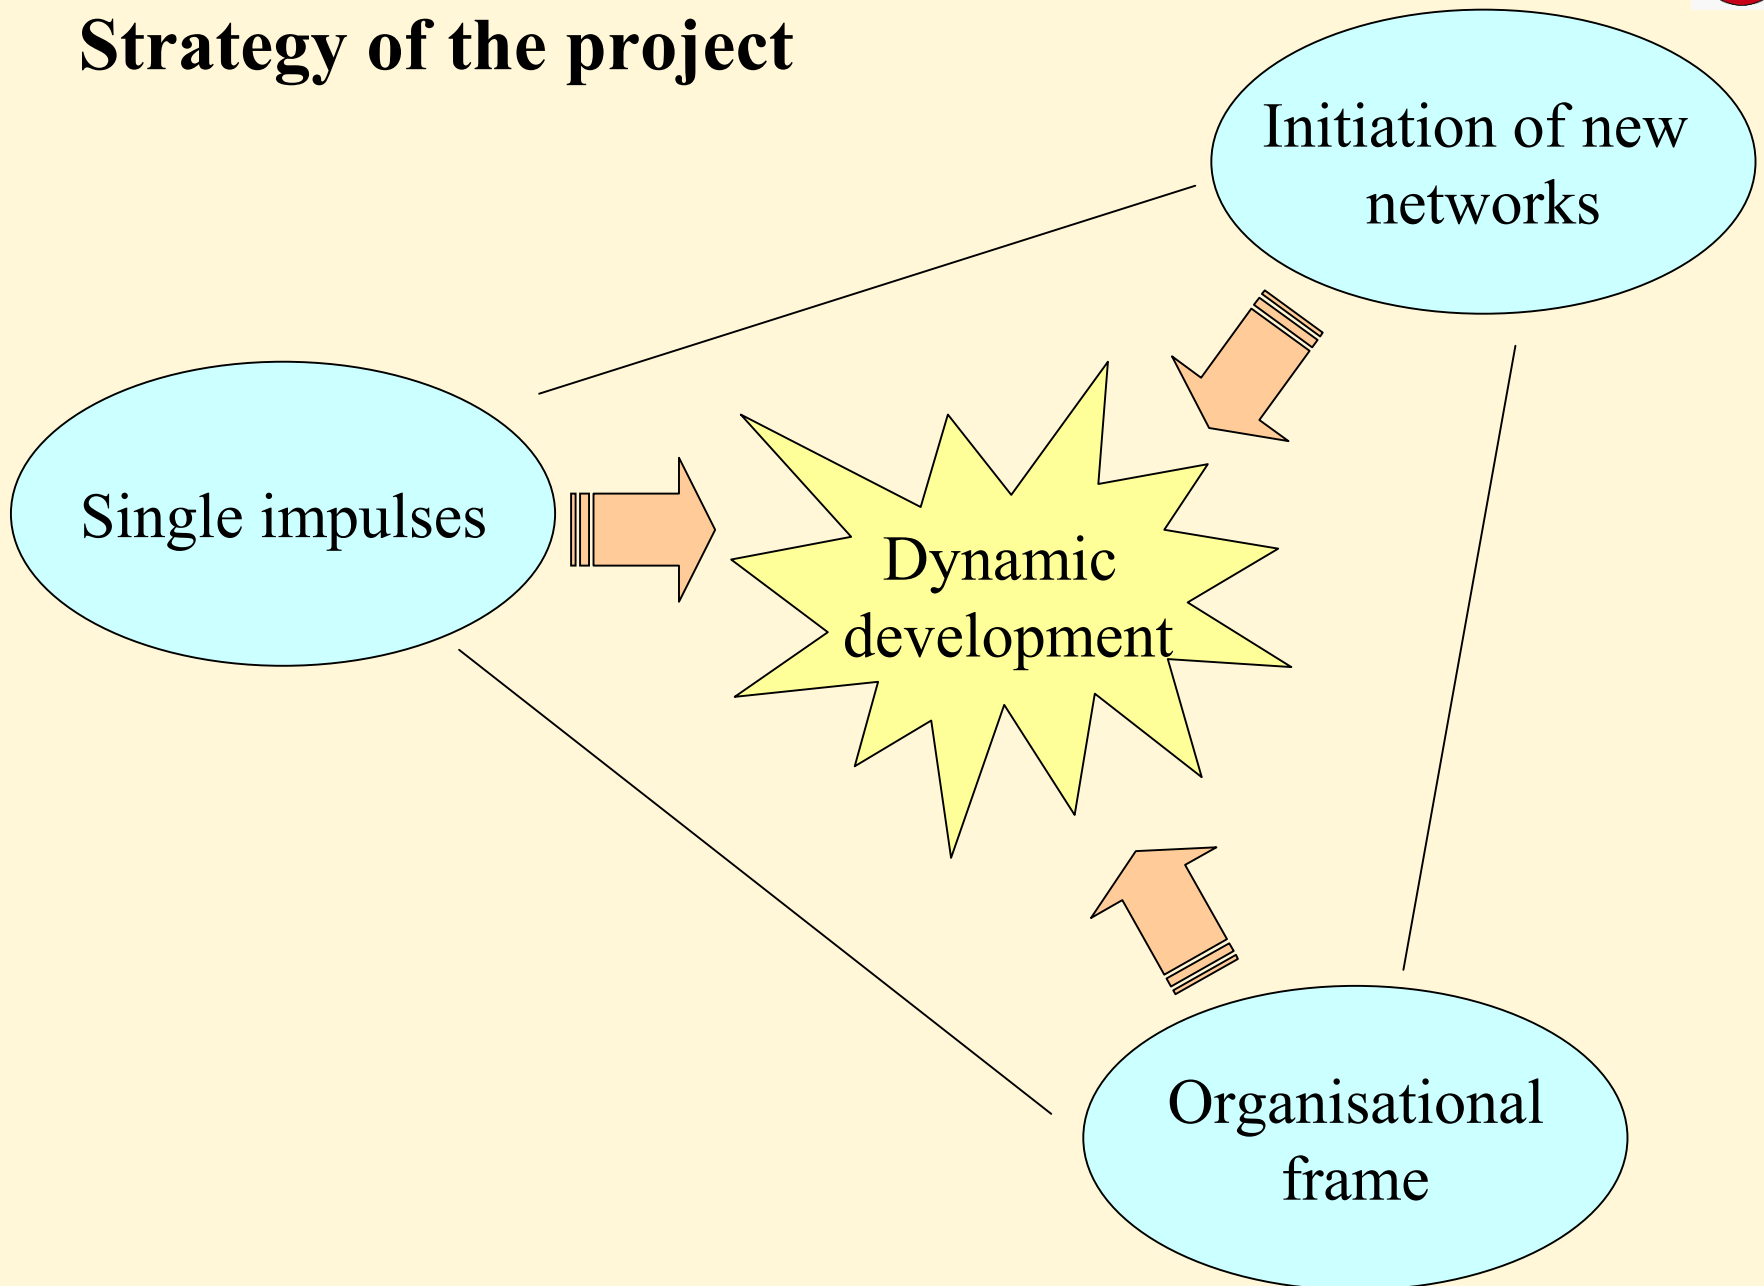 Strategy of the project
Initiation of new
networks
Single impulses
Dynamic
development
Organisational
frame